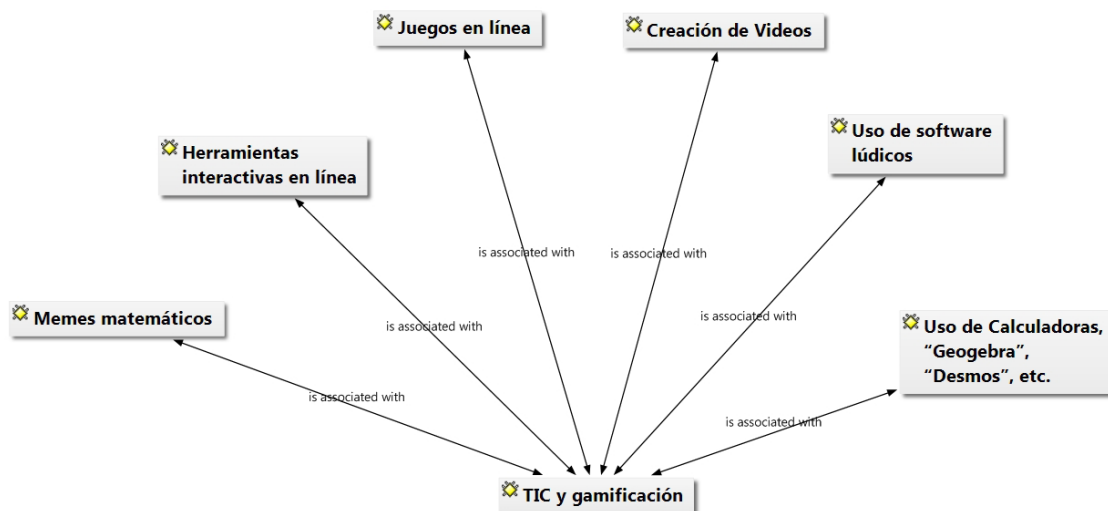 Juegos en línea
Creación de Videos
Uso de software
lúdicos
Herramientas
interactivas en línea
is associated with
is associated with
Memes matemáticos
is associated with
is associated with
Uso de Calculadoras,
“Geogebra”,
“Desmos”, etc.
is associated with
is associated with
TIC y gamificación